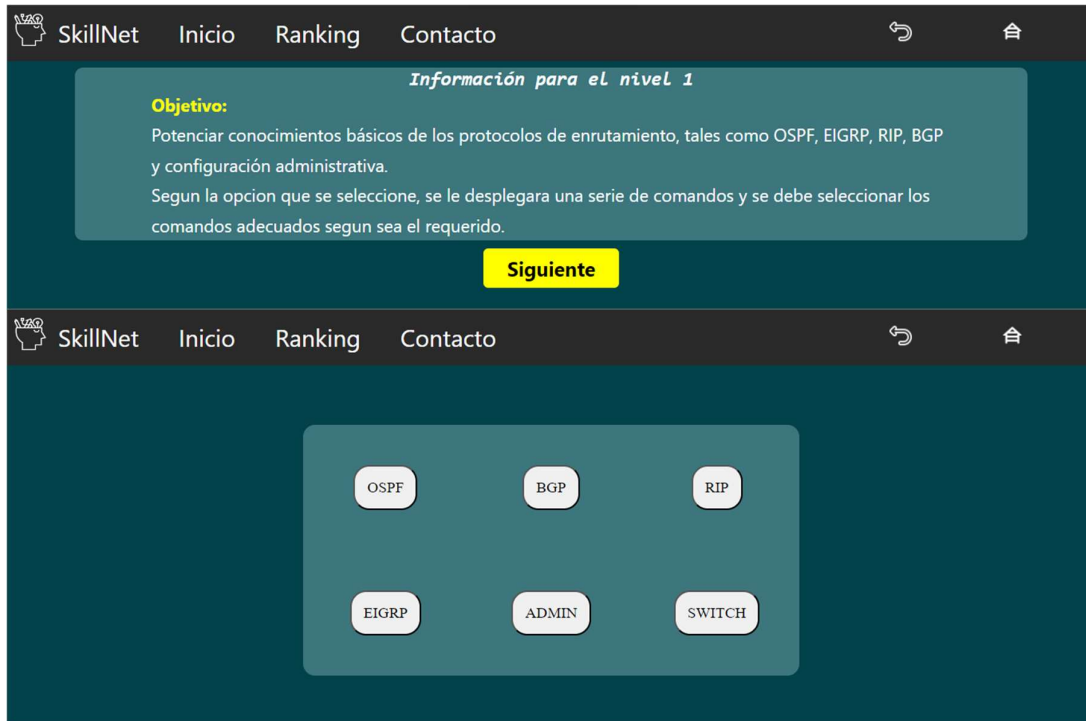 SkillNet Inicio Ranking Contacto
Información para el nivel 1
Objetivo:
Potenciar conocimientos básicos de los protocolos de enrutamiento, tales como OSPF, EIGRP, RIP, BGP
y configuración administrativa.
Segun la opcion que se seleccione, se le desplegara una serie de comandos y se debe seleccionar los
comandos adecuados segun sea el requerido.
Siguiente
SkillNet Inicio Ranking Contacto
OSPF BGP RIP
EIGRP ADMIN SWITCH